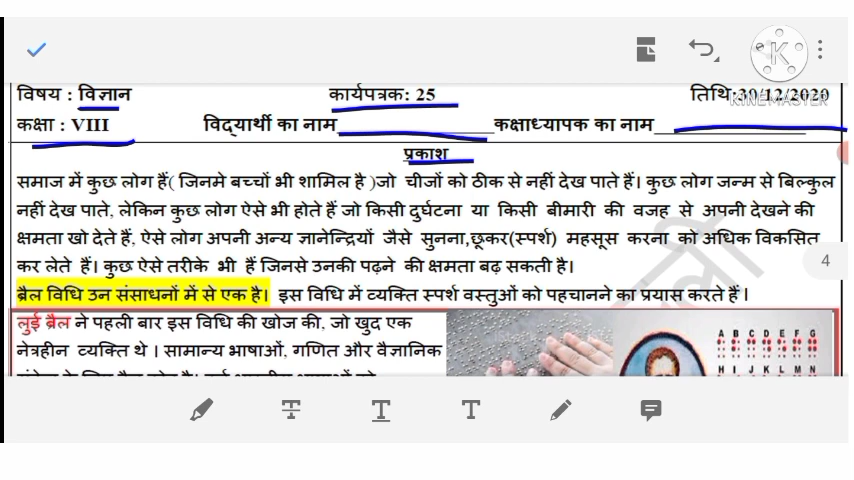 विषय : विज्ञान कार्यपत्रक: 25 तिथि:30/12/2020
KINEMASTER
कक्षा : VIII विद्यार्थी का नाम कक्षाध्यापक का नाम
प्रकाश
समाज में कुछ लोग हैं( जिनमे बच्चों भी शामिल है )जो चीजों को ठीक से नहीं देख पाते हैं। कुछ लोग जन्म से बिल्कुल
नहीं देख पाते, लेकिन कुछ लोग ऐसे भी होते हैं जो किसी दुर्घटना या किसी बीमारी की वजह से अपनी देखने की
क्षमता खो देते हैं, ऐसे लोग अपनी अन्य ज्ञानेन्द्रियों जैसे सुनना,छूकर(स्पर्श) महसूस करना को अधिक विकसित
कर लेते हैं। कुछ ऐसे तरीके भी हैं जिनसे उनकी पढ़ने की क्षमता बढ़ सकती है।
4
ब्रैल विधि उन संसाधनों में से एक है। इस विधि में व्यक्ति स्पर्श वस्तुओं को पहचानने का प्रयास करते हैं ।
लुई ब्रैल ने पहली बार इस विधि की खोज की, जो खुद एक
नेत्रहीन व्यक्ति थे । सामान्य भाषाओं, गणित और वैज्ञानिक
A B C D E F G
H I J K L M N